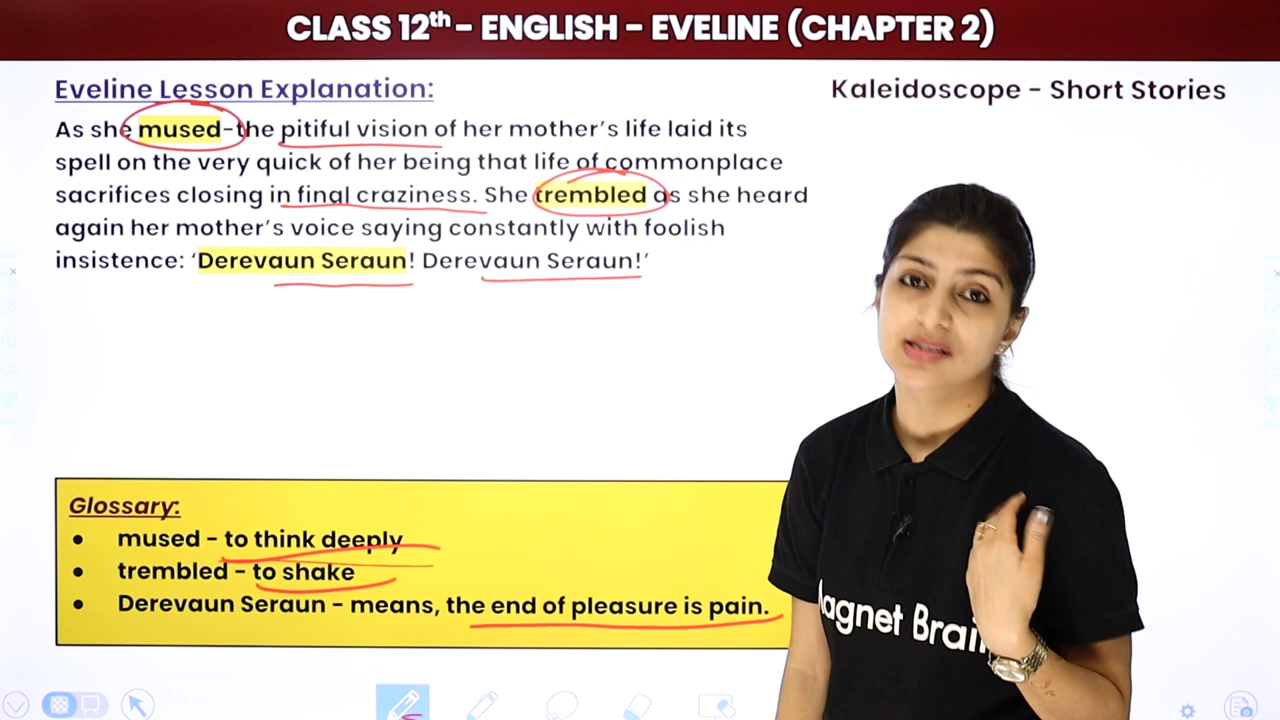 CLASS 12th - ENGLISH - EVELINE (CHAPTER 2)
Eveline Lesson Explanation:
Kaleidoscope - Short Stories
As she mused-the pitiful vision of her mother's life laid its
spell on the very quick of her being that life of commonplace
sacrifices closing in final craziness. She trembled as she heard
again her mother's voice saying constantly with foolish
insistence: 'Derevaun Seraun! Derevaun Seraun!'
Glossary:
● mused - to think deeply
● trembled - to shake
● Derevaun Seraun - means, the end of pleasure is pain.
agnet Brai